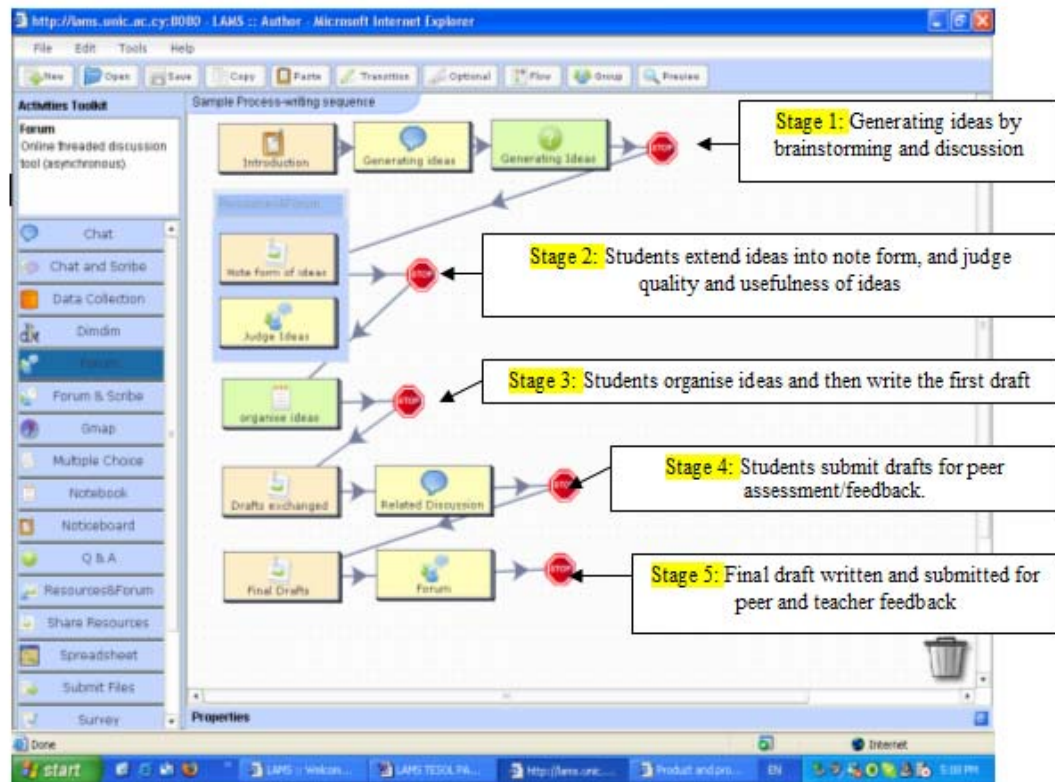 http://lams.unic.ac.cy:8080 - LAMS :: Author - Microsoft Internet Explorer
File Edit Tools Help
New Open Save Copy Paste Transition Optional Flow Group Preview
Activities Toolkit
Sample Process-writing sequence
Forum
Online threaded discussion
tool (asynchronous).
Introduction
Generating ideas
Generating Ideas
STOP
Stage 1: Generating ideas by
brainstorming and discussion
Resources&Forum
Note form of ideas
STOP
Stage 2: Students extend ideas into note form, and judge
quality and usefulness of ideas
Judge Ideas
organise ideas
STOP
Stage 3: Students organise ideas and then write the first draft
Drafts exchanged
Related Discussion
STOP
Stage 4: Students submit drafts for peer
assessment/feedback.
Final Drafts
Forum
STOP
Stage 5: Final draft written and submitted for
peer and teacher feedback
Chat
Chat and Scribe
Data Collection
Dimdim
Forum
Forum & Scribe
Gmap
Multiple Choice
Notebook
Noticeboard
Q & A
Resources&Forum
Share Resources
Spreadsheet
Submit Files
Survey
Properties
Done
Internet
start
LAMS :: Welcom...
LAMS TESOL PA...
http://lams.unic...
Product and pro...
EN
5:08 PM